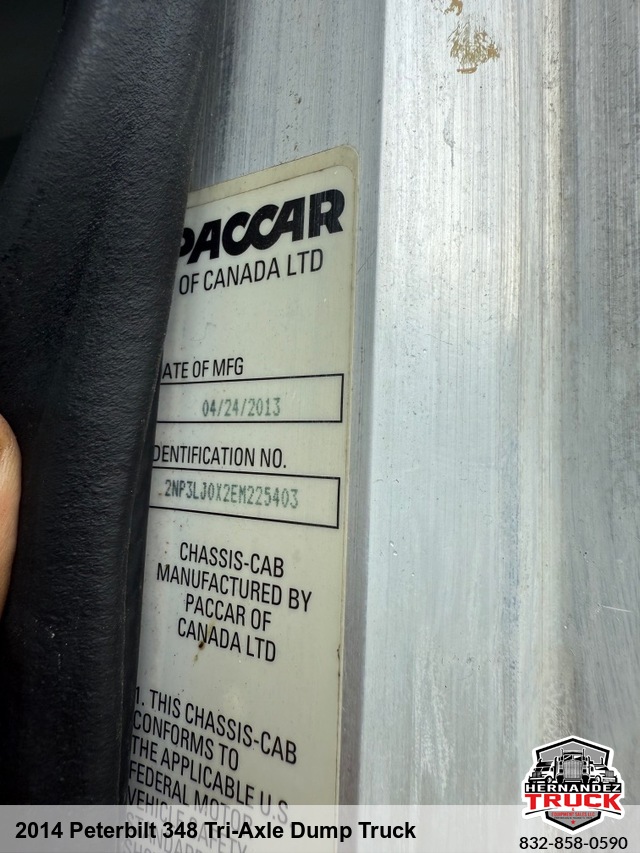 PACCAR
OF CANADA LTD
ATE OF MFG
04/24/2013
DENTIFICATION NO.
2NP3LJ0X2EM225403
CHASSIS-CAB
MANUFACTURED BY
PACCAR OF
CANADA LTD
1. THIS CHASSIS-CAB
CONFORMS TO
THE APPLICABLE U.S
FEDERAL MOTOR
VEHICLE SAFETY
2014 Peterbilt 348 Tri-Axle Dump Truck
HERNANDEZ
TRUCK
832-858-0590